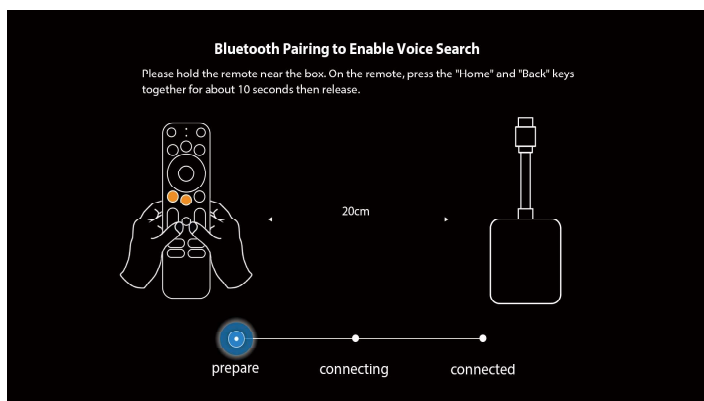 Bluetooth Pairing to Enable Voice Search
Please hold the remote near the box. On the remote, press the "Home" and "Back" keys
together for about 10 seconds then release.
20cm
prepare
connecting
connected